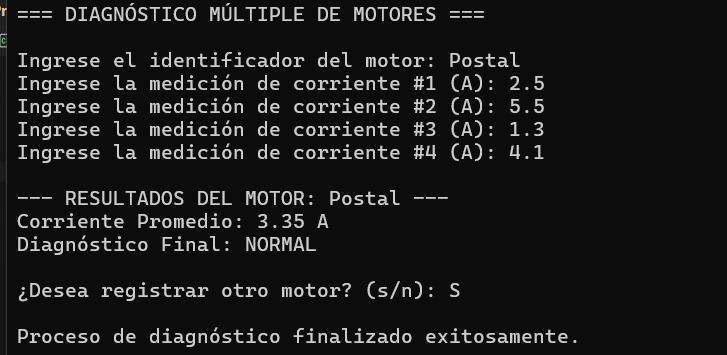 === DIAGNÓSTICO MÚLTIPLE DE MOTORES ===
Ingrese el identificador del motor: Postal
Ingrese la medición de corriente #1 (A): 2.5
Ingrese la medición de corriente #2 (A): 5.5
Ingrese la medición de corriente #3 (A): 1.3
Ingrese la medición de corriente #4 (A): 4.1
--- RESULTADOS DEL MOTOR: Postal ---
Corriente Promedio: 3.35 A
Diagnóstico Final: NORMAL
¿Desea registrar otro motor? (s/n): S
Proceso de diagnóstico finalizado exitosamente.